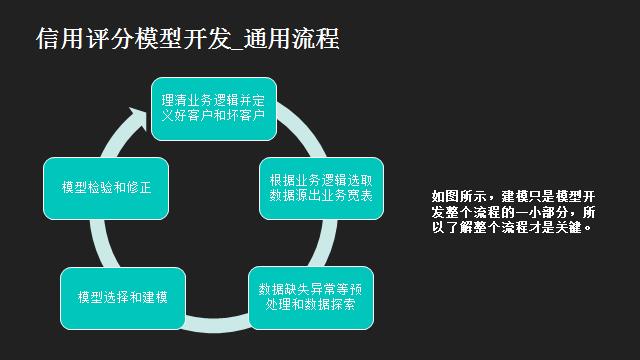 信用评分模型开发_通用流程
理清业务逻辑并定
义好客户和坏客户
根据业务逻辑选取
数据源出业务宽表
数据缺失异常等预
处理和数据探索
模型选择和建模
模型检验和修正
如图所示，建模只是模型开
发整个流程的一小部分，所
以了解整个流程才是关键。